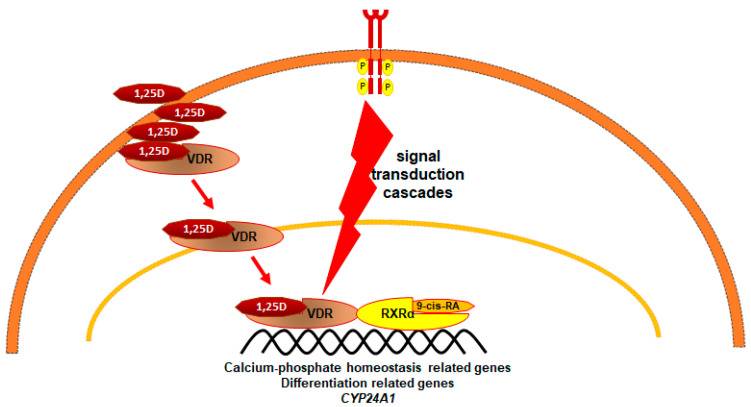 P P
P P
1,25D
1,25D
1,25D
1,25D
VDR
signal
transduction
cascades
1,25D
VDR
1,25D
VDR
RXRα
9-cis-RA
Calcium-phosphate homeostasis related genes
Differentiation related genes
CYP24A1